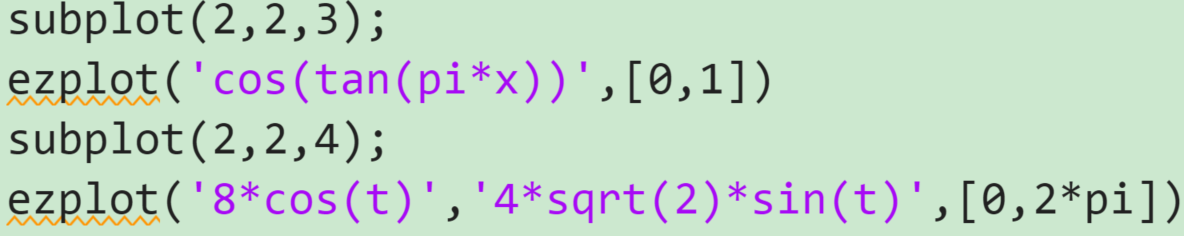 subplot(2,2,3);
ezplot('cos(tan(pi*x))',[0,1])
subplot(2,2,4);
ezplot('8*cos(t)','4*sqrt(2)*sin(t)',[0,2*pi])